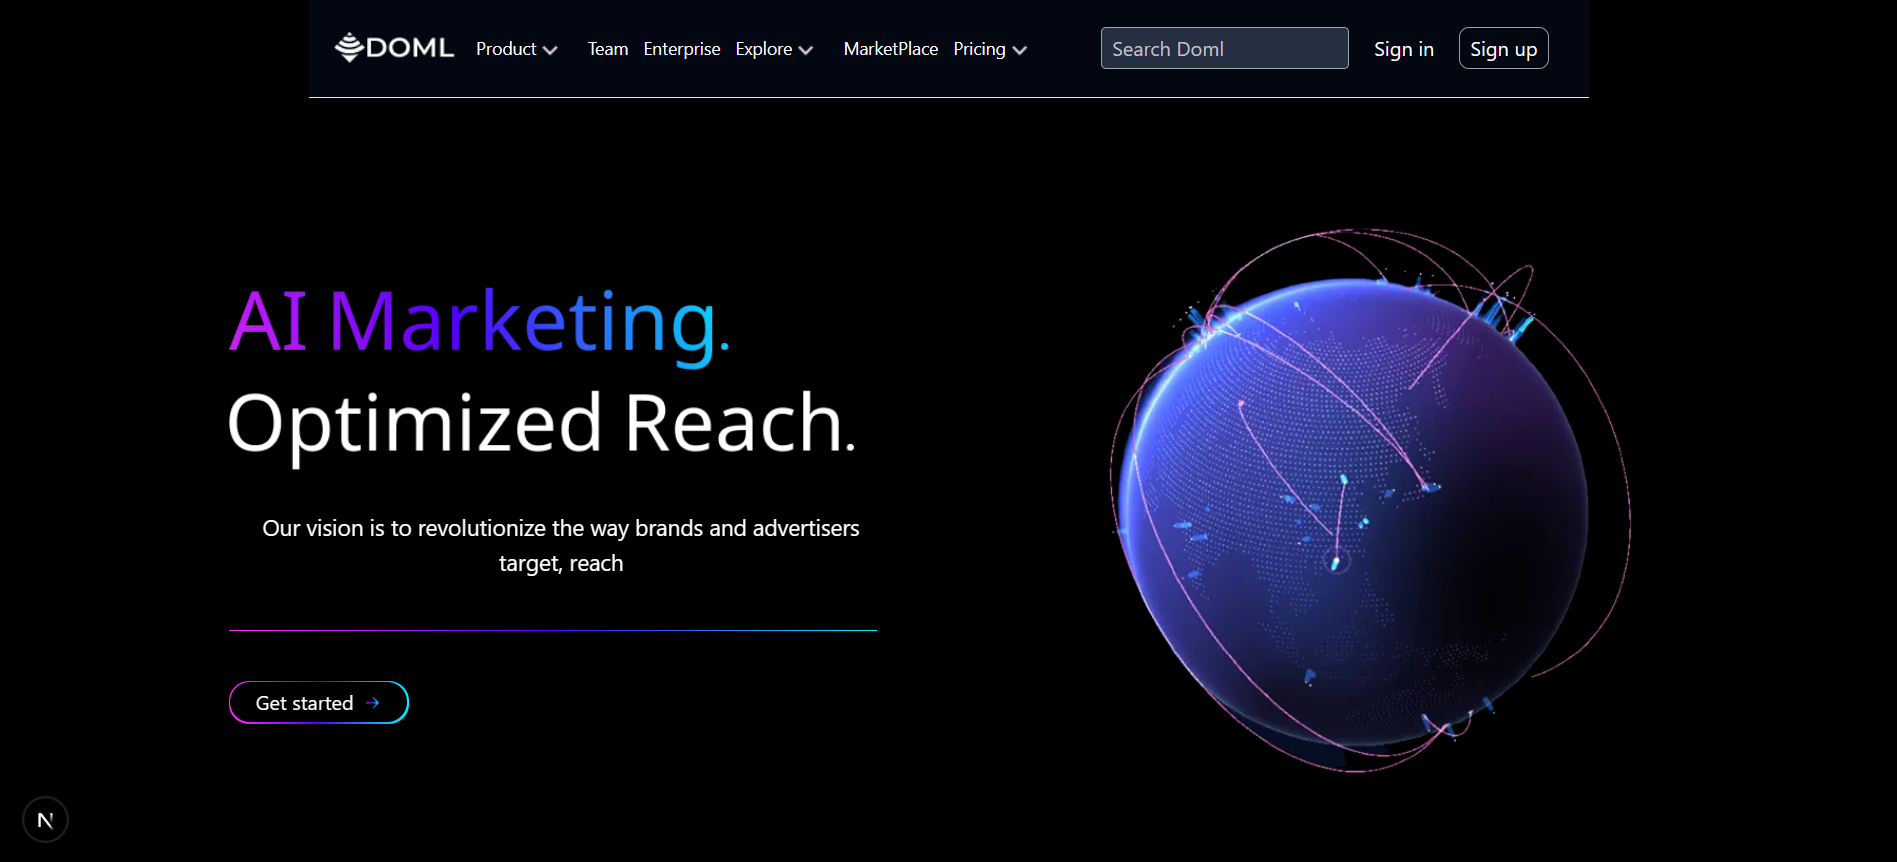 DOML Product Team Enterprise Explore MarketPlace Pricing Search Doml Sign in Sign up
AI Marketing.
Optimized Reach.
Our vision is to revolutionize the way brands and advertisers
target, reach
Get started →
N